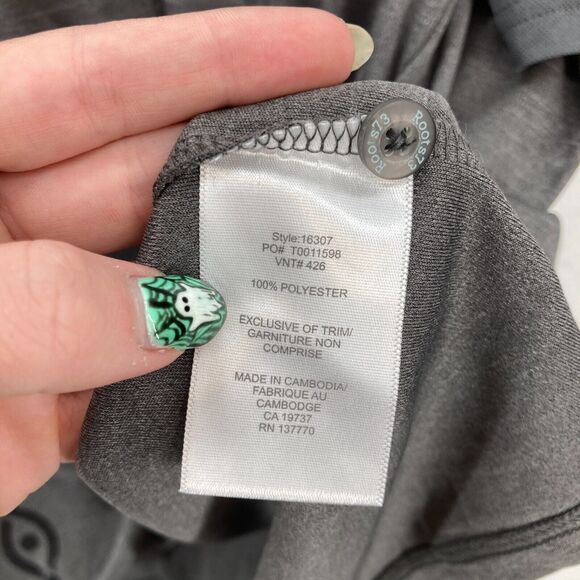 Roots73
Roots73
Style:16307
PO# T0011598
VNT# 426
100% POLYESTER
EXCLUSIVE OF TRIM/
GARNITURE NON
COMPRISE
MADE IN CAMBODIA/
FABRIQUE AU
CAMBODGE
CA 19737
RN 137770